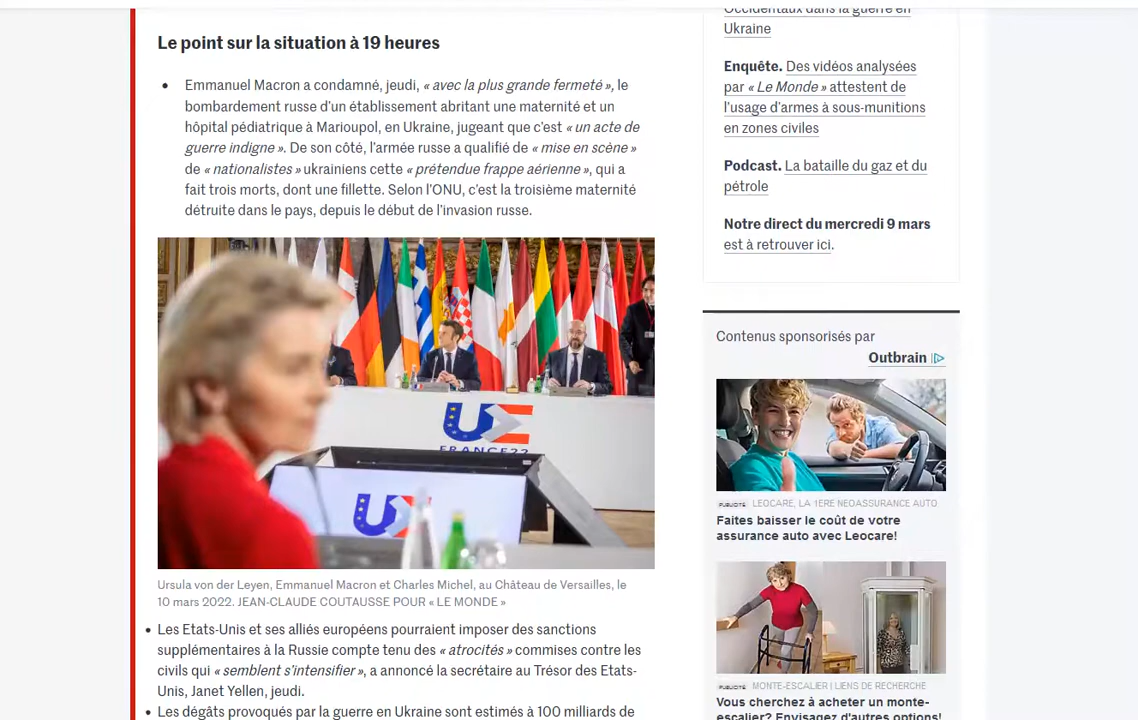 Le point sur la situation à 19 heures
• Emmanuel Macron a condamné, jeudi, « avec la plus grande fermeté », le
bombardement russe d’un établissement abritant une maternité et un
hôpital pédiatrique à Marioupol, en Ukraine, jugeant que c’est « un acte de
guerre indigne ». De son côté, l’armée russe a qualifié de « mise en scène »
de « nationalistes » ukrainiens cette « prétendue frappe aérienne », qui a
fait trois morts, dont une fillette. Selon l’ONU, c’est la troisième maternité
détruite dans le pays, depuis le début de l’invasion russe.
UE
FRANCE22
UE
Ursula von der Leyen, Emmanuel Macron et Charles Michel, au Château de Versailles, le
10 mars 2022. JEAN-CLAUDE COUTAUSSE POUR « LE MONDE »
• Les Etats-Unis et ses alliés européens pourraient imposer des sanctions
supplémentaires à la Russie compte tenu des « atrocités » commises contre les
civils qui « semblent s’intensifier », a annoncé la secrétaire au Trésor des Etats-
Unis, Janet Yellen, jeudi.
• Les dégâts provoqués par la guerre en Ukraine sont estimés à 100 milliards de
Occidentaux dans la guerre en
Ukraine
Enquête. Des vidéos analysées
par « Le Monde » attestent de
l’usage d’armes à sous-munitions
en zones civiles
Podcast. La bataille du gaz et du
pétrole
Notre direct du mercredi 9 mars
est à retrouver ici.
Contenus sponsorisés par
Outbrain
PUBLICITÉ LEOCARE, LA 1ERE NEOASSURANCE AUTO
Faites baisser le coût de votre
assurance auto avec Leocare!
PUBLICITÉ MONTE-ESCALIER | LIENS DE RECHERCHE
Vous cherchez à acheter un monte-
escalier? Envisagez d'autres options!